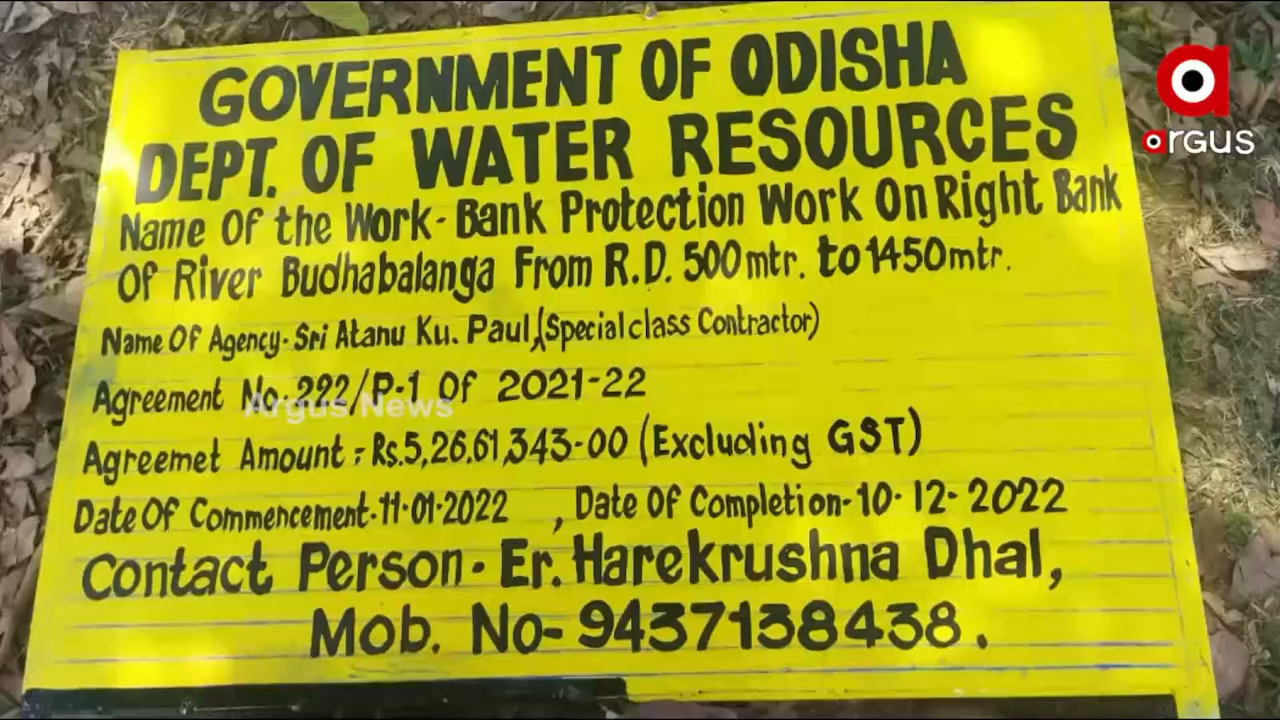 GOVERNMENT OF ODISHA
DEPT. OF WATER RESOURCES
Name Of the Work - Bank Protection Work On Right Bank
Of River Budhabalanga From R.D. 500mtr. to 1450mtr.
Name Of Agency- Sri Atanu Ku. Paul,(Special class Contractor)
Agreement No. 222/P-1 Of 2021-22
Agreemet Amount : Rs.5,26,61,343-00 (Excluding GST)
Date Of Commencement.11-01-2022 , Date Of Completion-10-12-2022
Contact Person - Er. Harekrushna Dhal,
Mob. No- 9437138438.
a
argus
Argus News